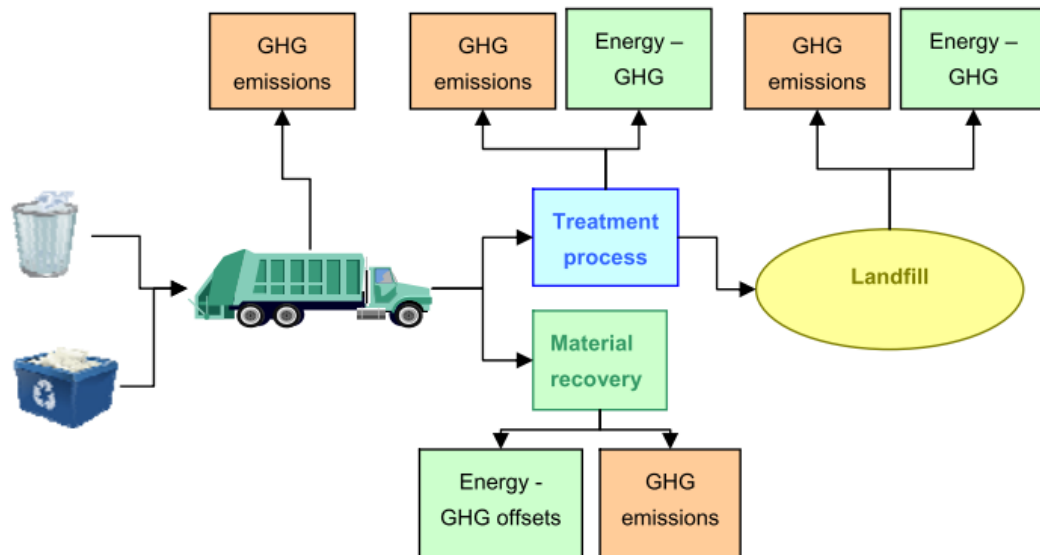 GHG
emissions
GHG
emissions
Energy –
GHG
GHG
emissions
Energy –
GHG
Treatment
process
Landfill
Material
recovery
Energy -
GHG offsets
GHG
emissions